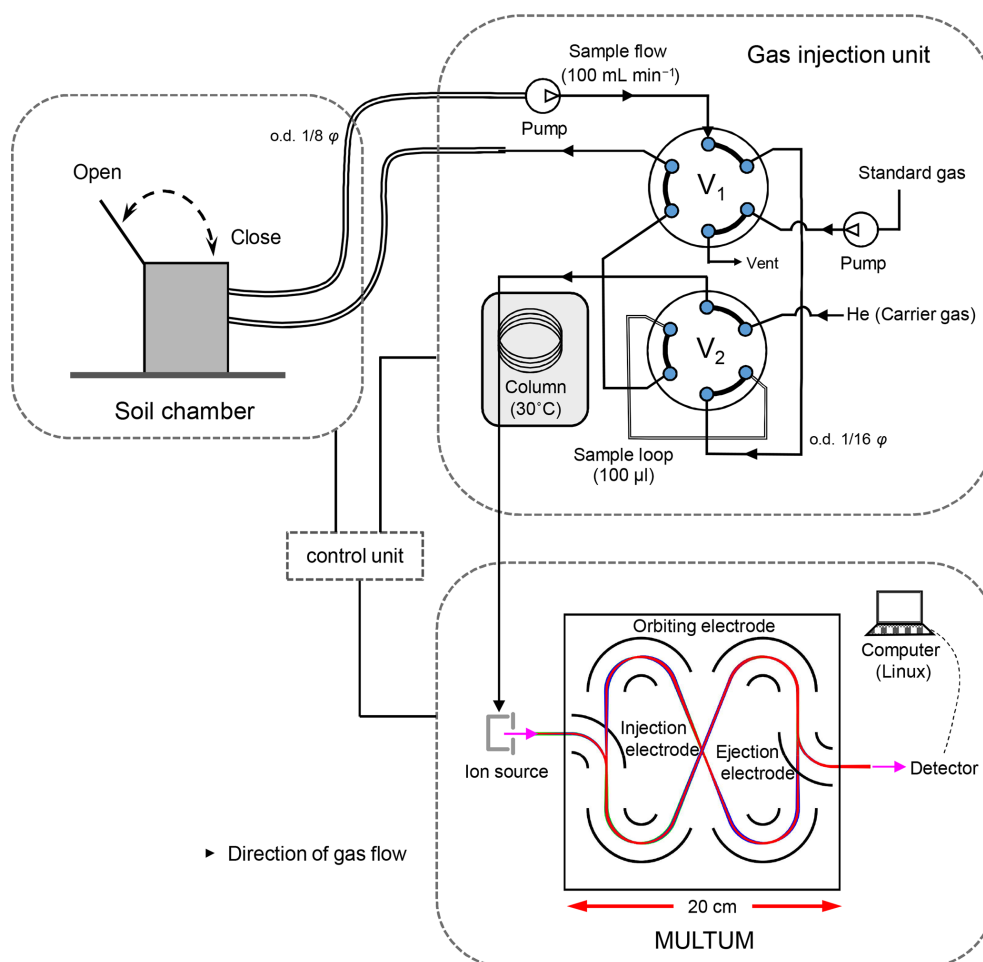 Sample flow
(100 mL min⁻¹)
Gas injection unit
Pump
o.d. 1/8 φ
Open
Close
V₁
Standard gas
Pump
Vent
He (Carrier gas)
V₂
Column
(30˚C)
Soil chamber
Sample loop
(100 µl)
o.d. 1/16 φ
control unit
Orbiting electrode
Computer
(Linux)
Injection
electrode
Ejection
electrode
Ion source
Detector
Direction of gas flow
20 cm
MULTUM